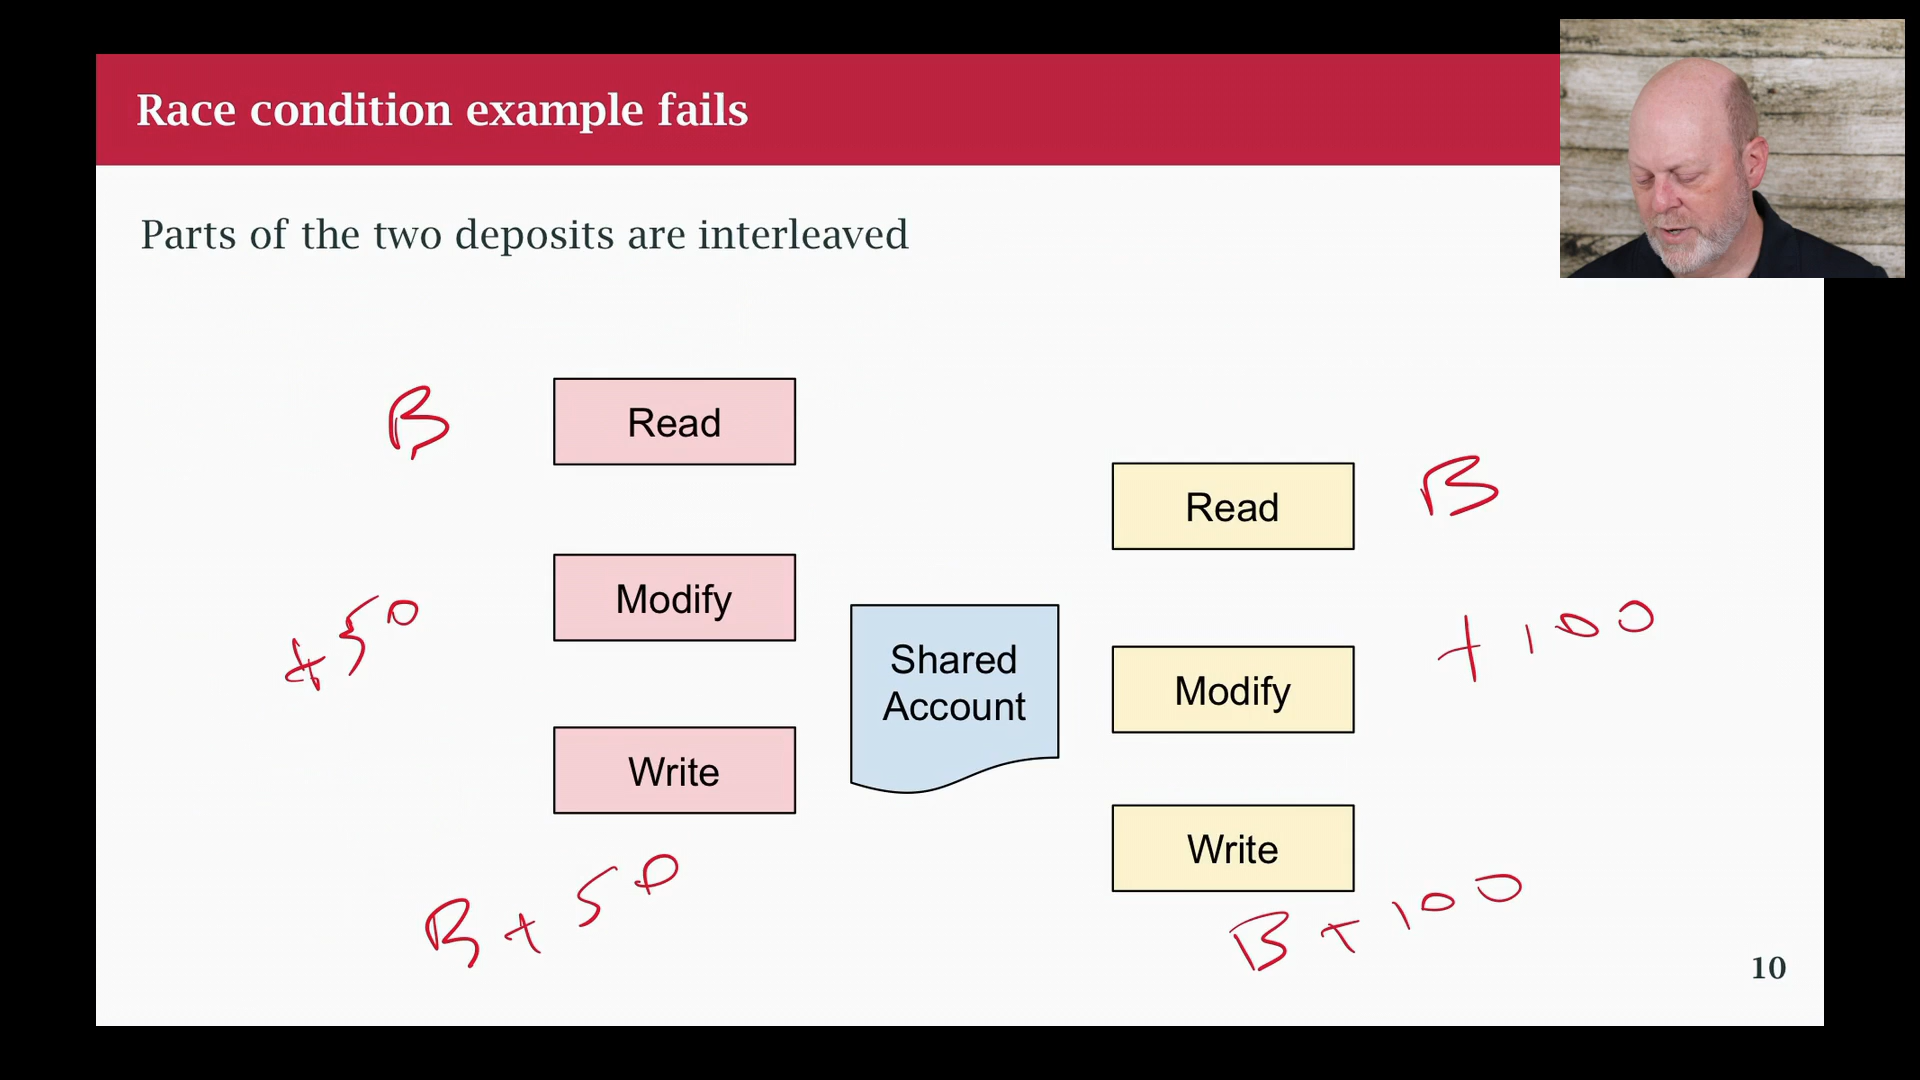 Race condition example fails
Parts of the two deposits are interleaved
B
Read
Read
B
+50
Modify
Shared
Account
Modify
+100
Write
Write
B+50
B+100
10